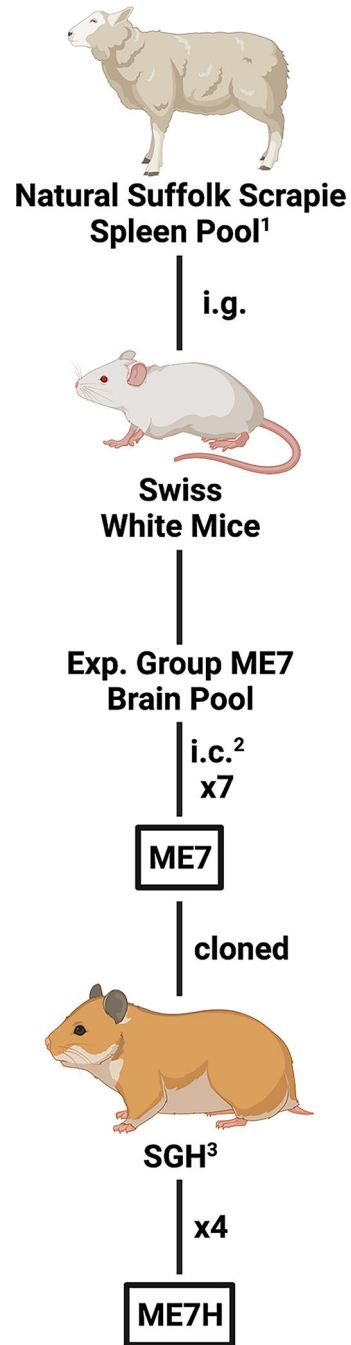 Natural Suffolk Scrapie
Spleen Pool¹
i.g.
Swiss
White Mice
Exp. Group ME7
Brain Pool
i.c.²
x7
ME7
cloned
SGH³
x4
ME7H